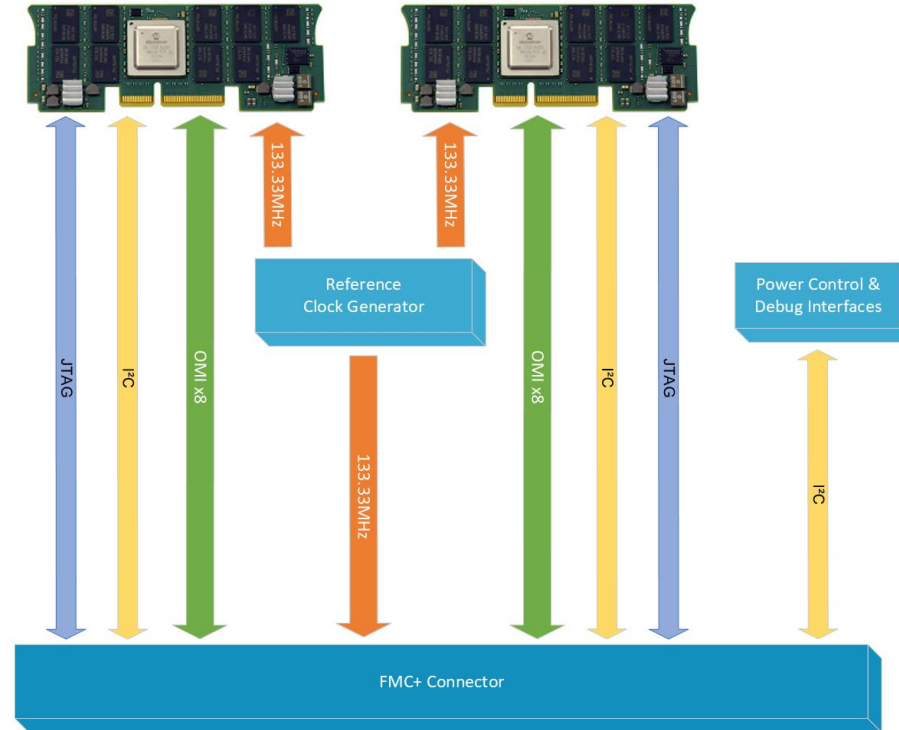 133.33MHz
133.33MHz
Reference
Clock Generator
Power Control &
Debug Interfaces
JTAG
I²C
OMI x8
133.33MHz
OMI x8
I²C
JTAG
I²C
FMC+ Connector